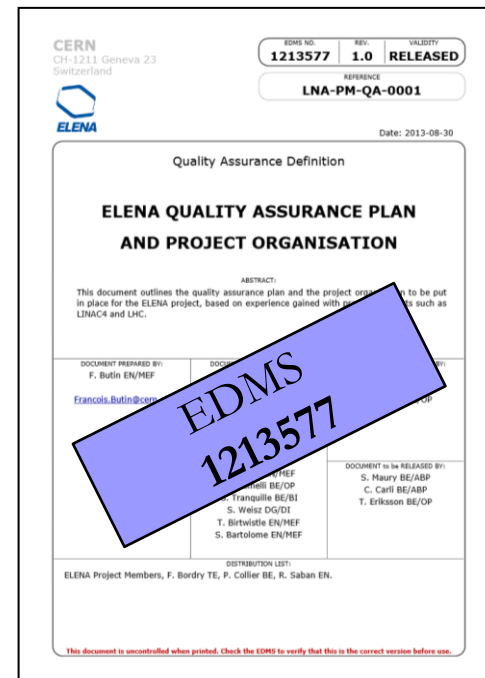 CERN
CH-1211 Geneva 23
Switzerland
EDMS NO. REV. VALIDITY
1213577 1.0 RELEASED
REFERENCE
LNA-PM-QA-0001
ELENA
Date: 2013-08-30
Quality Assurance Definition
ELENA QUALITY ASSURANCE PLAN
AND PROJECT ORGANISATION
ABSTRACT:
This document outlines the quality assurance plan and the project to be put
in place for the ELENA project, based on experience gained with such as
LINAC4 and LHC.
DOCUMENT PREPARED BY:
F. Butin EN/MEF
Francois.Butin@cern
EDMS
1213577
/MEF
BE/OP
Tranquille BE/BI
S. Weisz DG/DI
T. Birtwistle EN/MEF
S. Bartolome EN/MEF
DOCUMENT to be RELEASED BY:
S. Maury BE/ABP
C. Carli BE/ABP
T. Eriksson BE/OP
DISTRIBUTION LIST:
ELENA Project Members, F. Bordry TE, P. Collier BE, R. Saban EN.
This document is uncontrolled when printed. Check the EDMS to verify that this is the correct version before use.